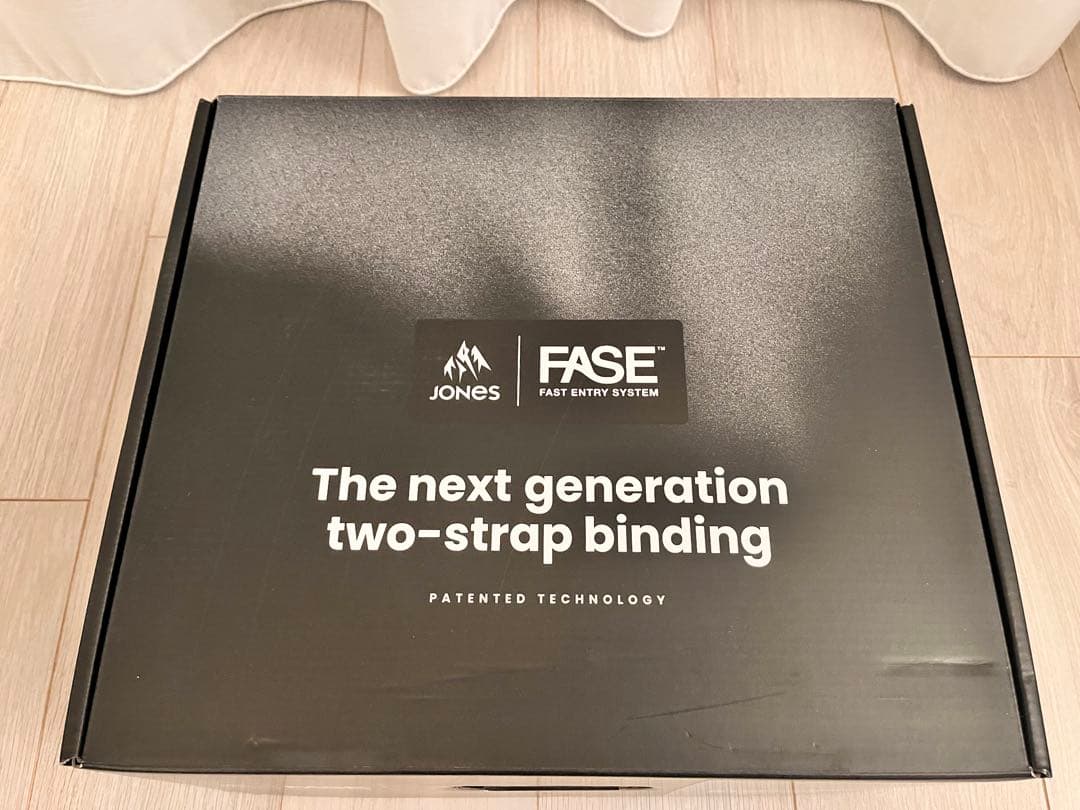 JONES
FASE™
FAST ENTRY SYSTEM
The next generation
two-strap binding
PATENTED TECHNOLOGY